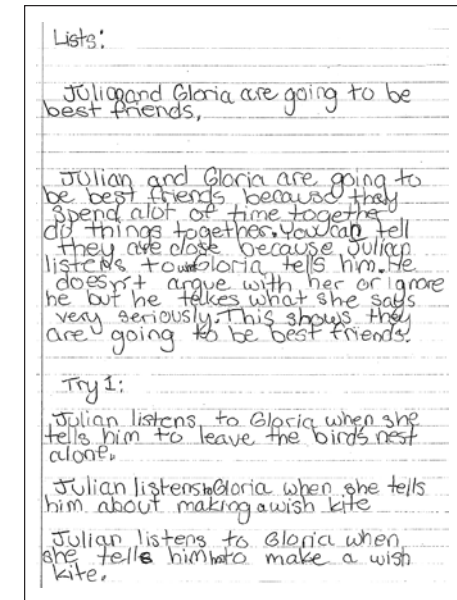 Lists:
Julian and Gloria are going to be
best friends.
Julian and Gloria are going to
be best friends because they
spend alot of time together
do things together. You can tell
they are close because Julian
listens to what Gloria tells him. He
doesn't argue with her or ignore
he but he takes what she says
very seriously. This shows they
are going to be best friends.
Try 1:
Julian listens to Gloria when she
tells him to leave the birds nest
alone.
Julian listens to Gloria when she tells
him about making a wish kite
Julian listens to Gloria when
she tells him how to make a wish
kite.